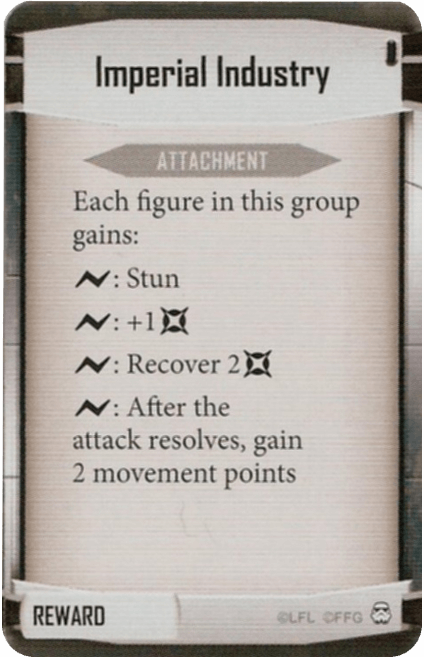 Imperial Industry
ATTACHMENT
Each figure in this group
gains:
: Stun
: +1
: Recover 2
: After the
attack resolves, gain
2 movement points
REWARD
©LFL ©FFG